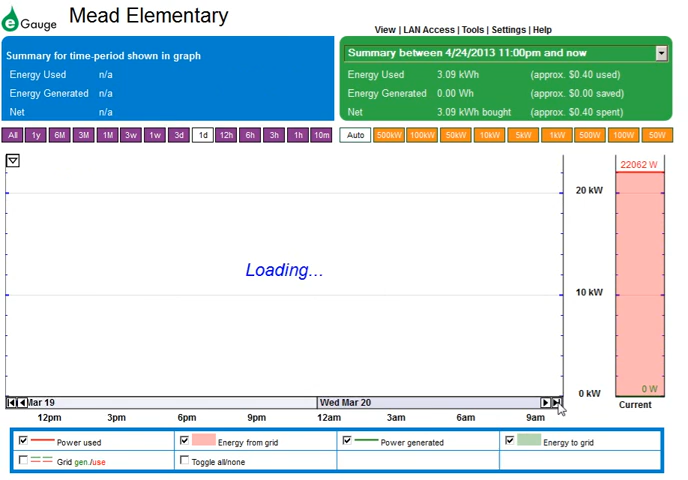 eGauge
Mead Elementary
View | LAN Access | Tools | Settings | Help
Summary for time-period shown in graph
Energy Used n/a
Energy Generated n/a
Net n/a
Summary between 4/24/2013 11:00pm and now
Energy Used 3.09 kWh (approx. $0.40 used)
Energy Generated 0.00 Wh (approx. $0.00 saved)
Net 3.09 kWh bought (approx. $0.40 spent)
All 1y 6M 3M 1M 3w 1w 3d 1d 12h 6h 3h 1h 10m
Auto 500kW 100kW 50kW 10kW 5kW 1kW 500W 100W 50W
22062 W
20 kW
Loading...
10 kW
0 kW
0 W
Mar 19 Wed Mar 20
Current
12pm 3pm 6pm 9pm 12am 3am 6am 9am
Power used Energy from grid Power generated Energy to grid
Grid gen./use Toggle all/none